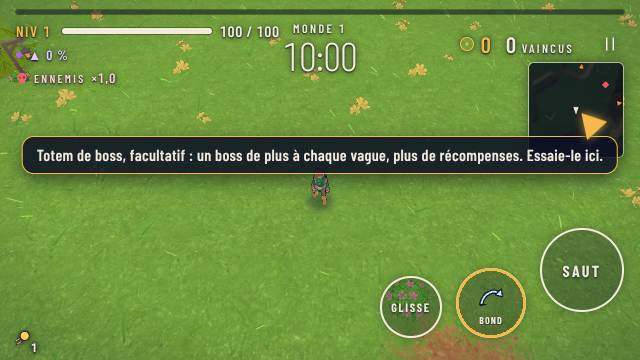 NIV 1
100 / 100
MONDE 1
10:00
0
0 VAINCUS
0 %
ENNEMIS ×1,0
Totem de boss, facultatif : un boss de plus à chaque vague, plus de récompenses. Essaie-le ici.
SAUT
GLISSE
BOND
1